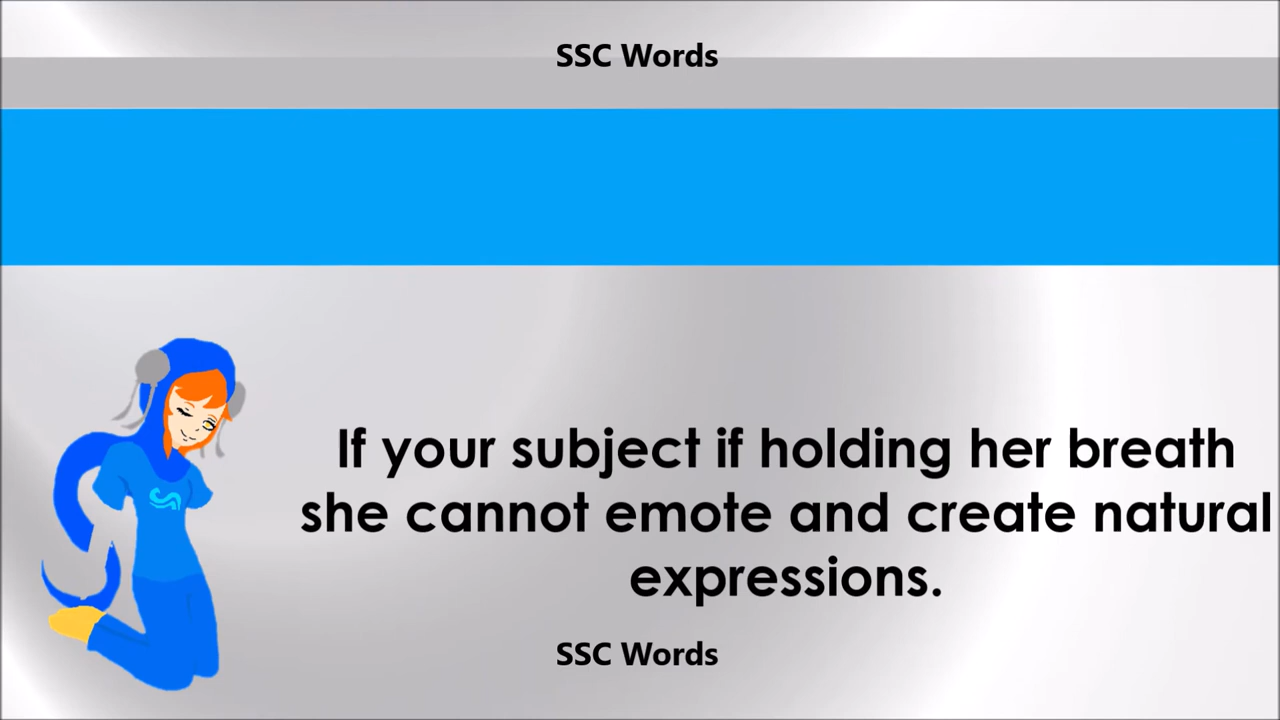 SSC Words
If your subject if holding her breath
she cannot emote and create natural
expressions.
SSC Words